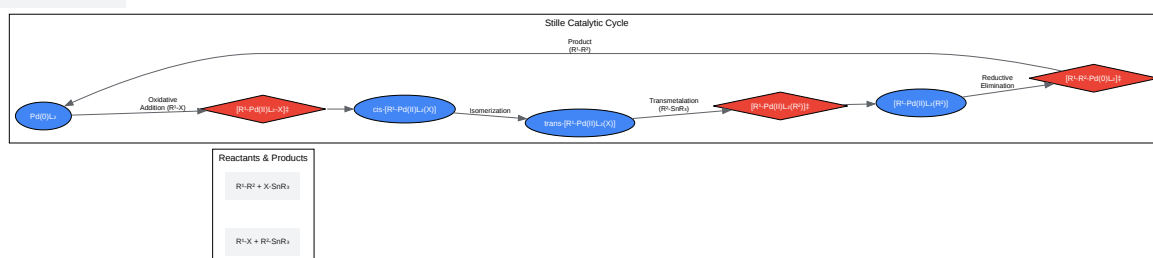 Stille Catalytic Cycle
Product
(R¹-R²)
[R¹-R²-Pd(0)L₂]‡
Reductive
Elimination
Oxidative
Addition (R¹-X)
Transmetalation
(R²-SnR₃)
Pd(0)L₂
[R¹-Pd(II)L₂-X]‡
cis-[R¹-Pd(II)L₂(X)]
Isomerization
trans-[R¹-Pd(II)L₂(X)]
[R¹-Pd(II)L₂(R²)]‡
[R¹-Pd(II)L₂(R²)]
Reactants & Products
R¹-R² + X-SnR₃
R¹-X + R²-SnR₃